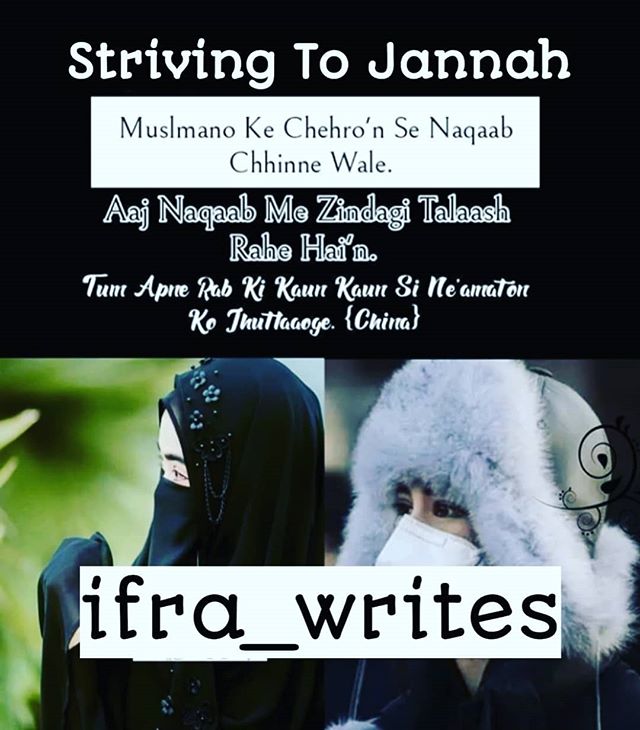 Striving To Jannah
Muslmano Ke Chehro'n Se Naqaab
Chhinne Wale.
Aaj Naqaab Me Zindagi Talaash
Rahe Hai'n.
Tum Apne Rab Ki Kaun Kaun Si Ne'amaton
Ko Jhutlaaoge. {China}
ifra_writes